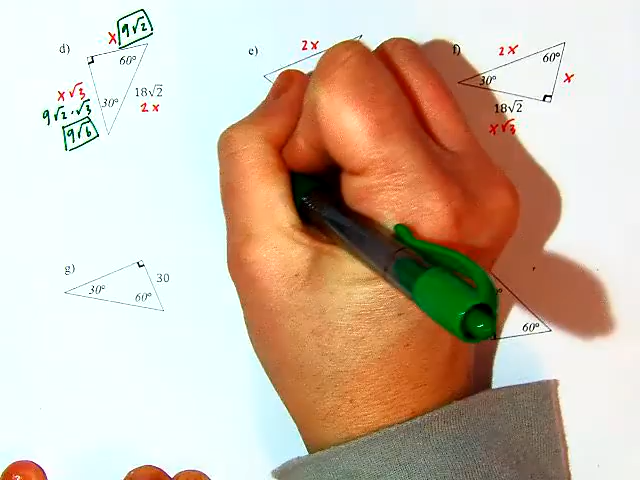 d)
x 9√2
60°
x√3
18√2
2x
9√2 · √3
30°
9√6
e)
2x
f)
2x
60°
30°
x
18√2
x√3
g)
30°
30
60°
60°